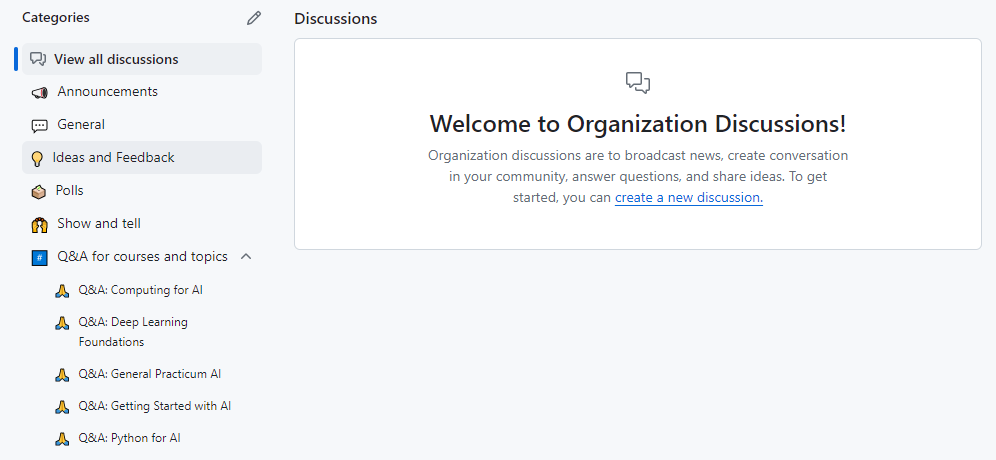 Categories
View all discussions
Announcements
General
Ideas and Feedback
Polls
Show and tell
# Q&A for courses and topics
Q&A: Computing for AI
Q&A: Deep Learning
Foundations
Q&A: General Practicum AI
Q&A: Getting Started with AI
Q&A: Python for AI
Discussions
Welcome to Organization Discussions!
Organization discussions are to broadcast news, create conversation
in your community, answer questions, and share ideas. To get
started, you can create a new discussion.